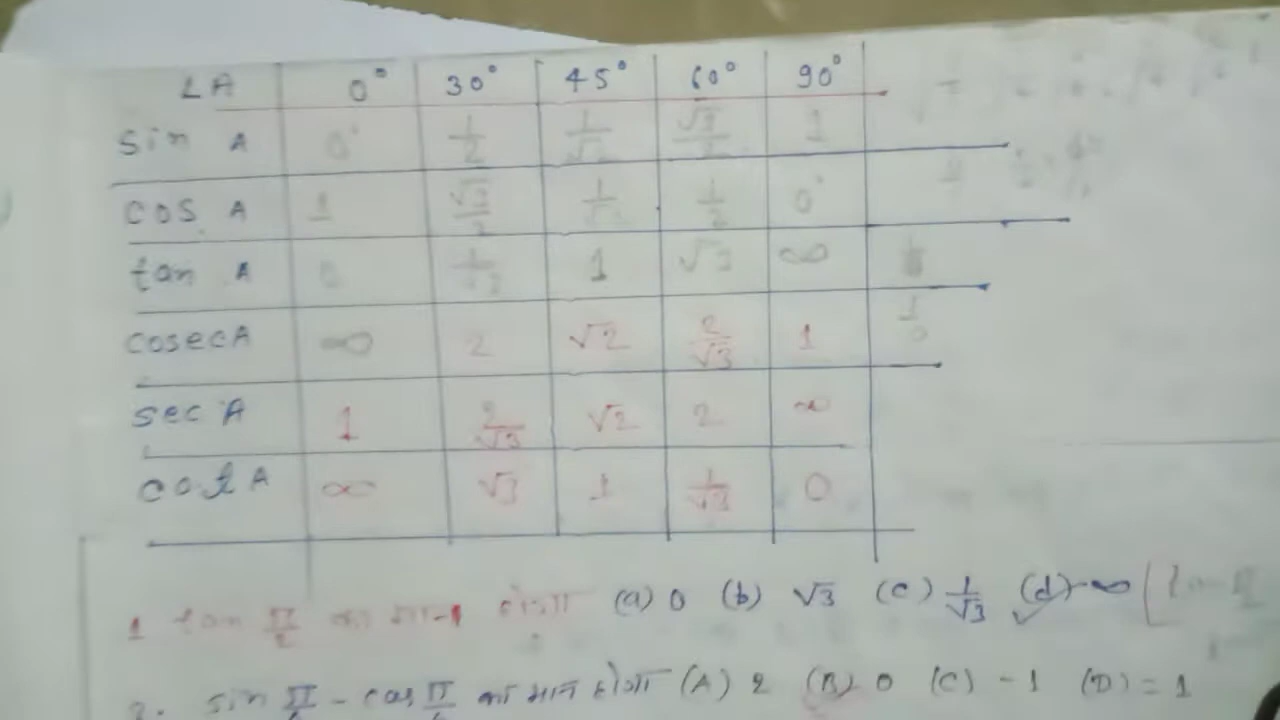 ∠A 0° 30° 45° 60° 90°
sin A 0 1/2 1/√2 √3/2 1
cos A 1 √3/2 1/√2 1/2 0
tan A 0 1/√3 1 √3 ∞
cosec A ∞ 2 √2 2/√3 1
sec A 1 2/√3 √2 2 ∞
cot A ∞ √3 1 1/√3 0
1 tan π/2 का मान होगा (a) 0 (b) √3 (c) 1/√3 (d) ∞
2. sin π - cos π का मान होगा (A) 2 (B) 0 (C) -1 (D) = 1